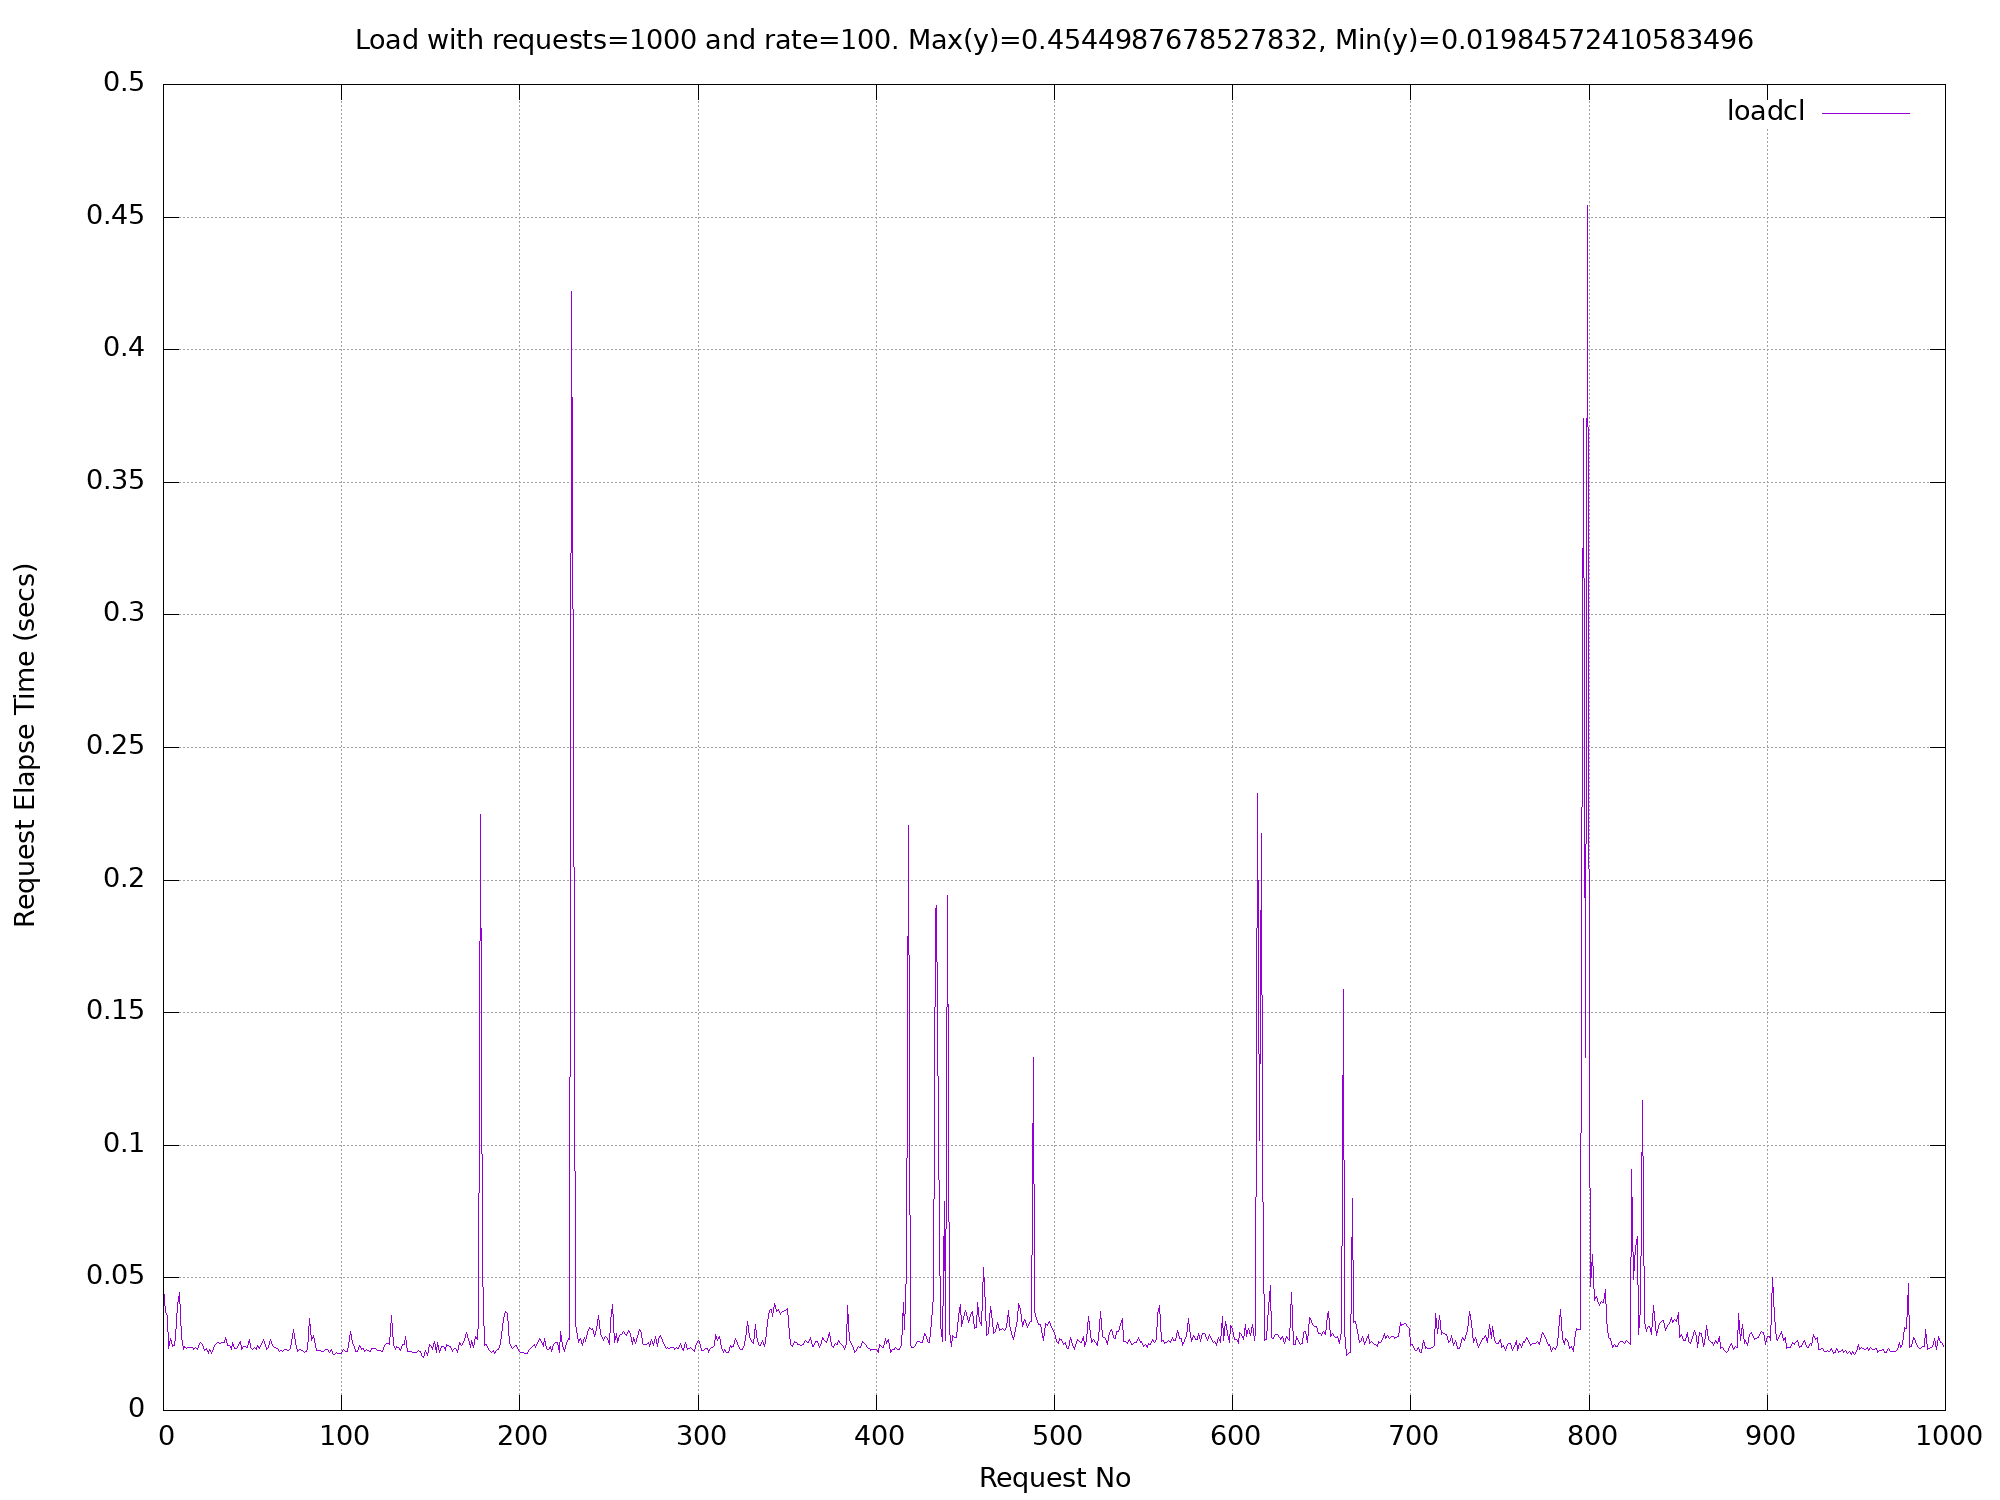 Load with requests=1000 and rate=100. Max(y)=0.4544987678527832, Min(y)=0.01984572410583496
loadcl
0.5
0.45
0.4
0.35
0.3
0.25
0.2
0.15
0.1
0.05
0
Request Elapse Time (secs)
0 100 200 300 400 500 600 700 800 900 1000
Request No